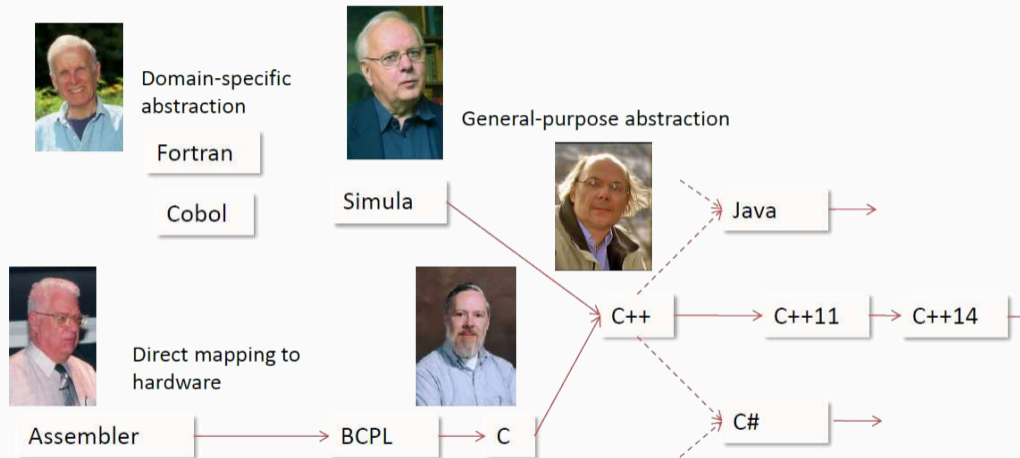 Domain-specific
abstraction
General-purpose abstraction
Fortran
Cobol
Simula
Java
C++
C++11
C++14
Direct mapping to
hardware
Assembler
BCPL
C
C#